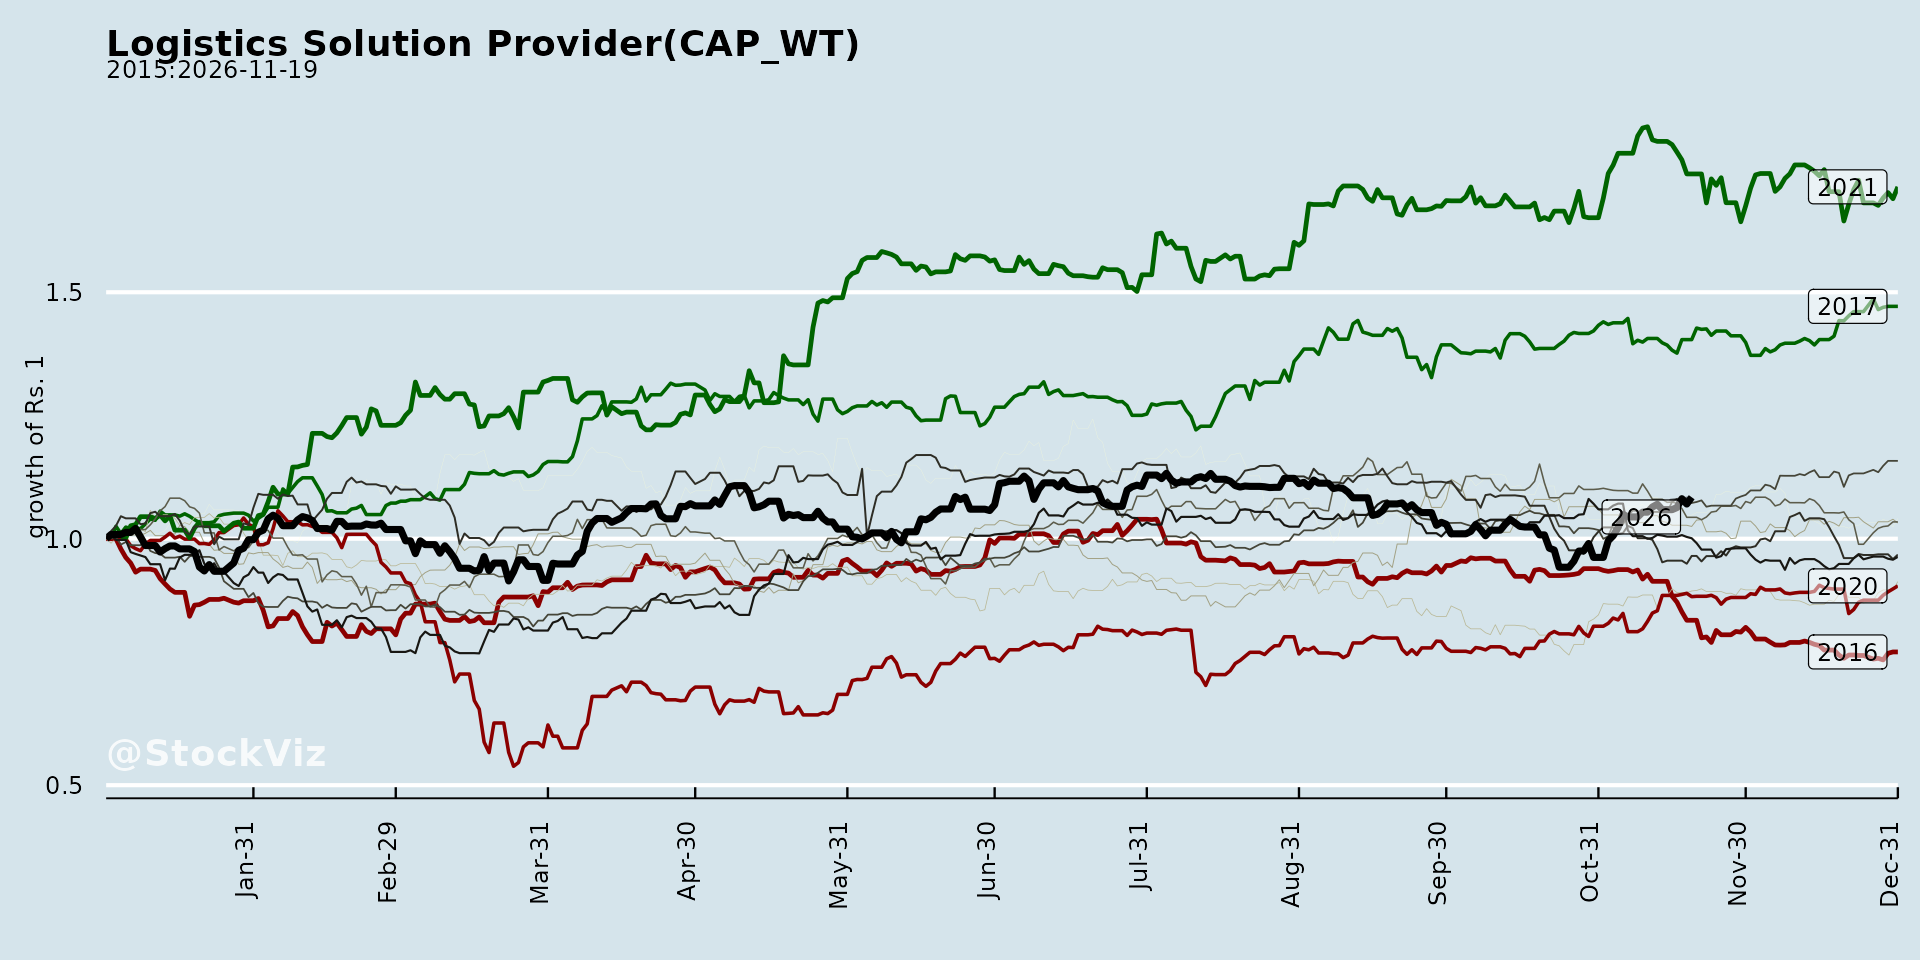 Logistics Solution Provider(CAP_WT)
2015:2026-11-19
growth of Rs. 1
1.5
1.0
0.5
2021
2017
2026
2020
2016
@StockViz
Jan-31
Feb-29
Mar-31
Apr-30
May-31
Jun-30
Jul-31
Aug-31
Sep-30
Oct-31
Nov-30
Dec-31